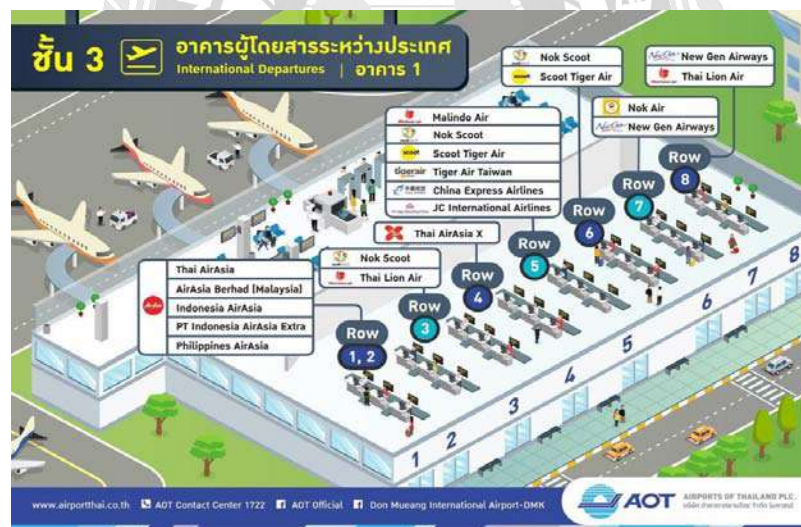 ชั้น 3
อาคารผู้โดยสารระหว่างประเทศ
International Departures | อาคาร 1
Nok Scoot
Scoot Tiger Air
New Gen Airways
Thai Lion Air
Nok Air
New Gen Airways
Malindo Air
Nok Scoot
Scoot Tiger Air
tigerair Tiger Air Taiwan
China Express Airlines
JC International Airlines
Thai AirAsia X
Nok Scoot
Thai Lion Air
Thai AirAsia
AirAsia Berhad (Malaysia)
Indonesia AirAsia
PT Indonesia AirAsia Extra
Philippines AirAsia
Row 8
Row 7
Row 6
Row 5
Row 4
Row 3
Row 1, 2
1 2 3 4 5 6 7 8
www.airportthai.co.th AOT Contact Center 1722 AOT Official Don Mueang International Airport-DMK
AOT AIRPORTS OF THAILAND PLC.